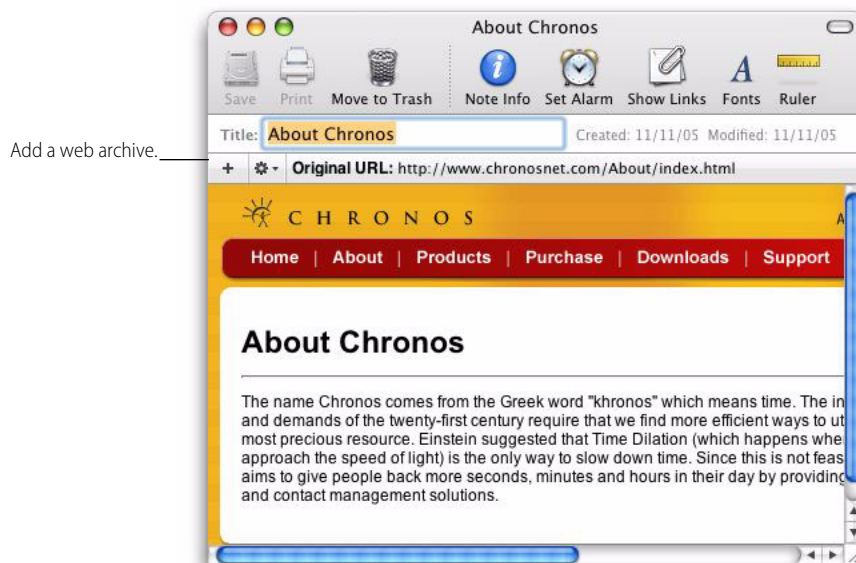 About Chronos
Save Print Move to Trash Note Info Set Alarm Show Links Fonts Ruler
Title: About Chronos Created: 11/11/05 Modified: 11/11/05
Add a web archive.
+ Original URL: http://www.chronosnet.com/About/index.html
CHRONOS A
Home | About | Products | Purchase | Downloads | Support
About Chronos
The name Chronos comes from the Greek word "khronos" which means time. The in
and demands of the twenty-first century require that we find more efficient ways to ut
most precious resource. Einstein suggested that Time Dilation (which happens whe
approach the speed of light) is the only way to slow down time. Since this is not feas
aims to give people back more seconds, minutes and hours in their day by providing
and contact management solutions.